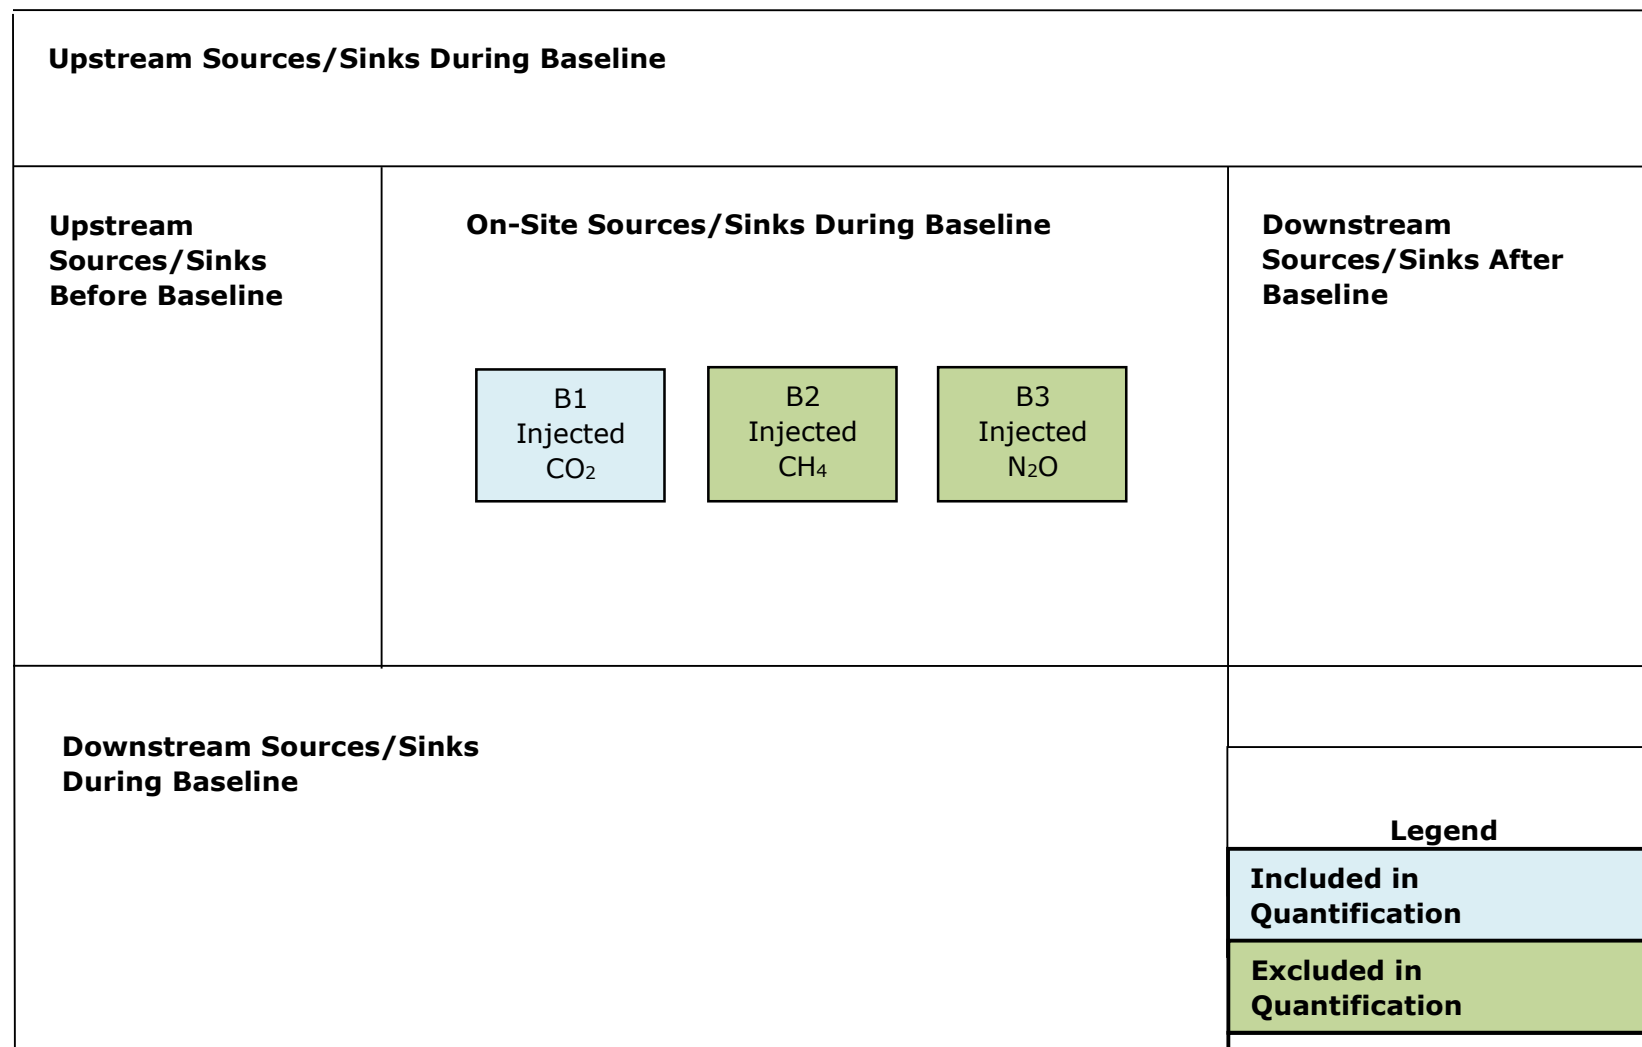 Upstream Sources/Sinks During Baseline
Upstream
Sources/Sinks
Before Baseline
On-Site Sources/Sinks During Baseline
B1
Injected
CO₂
B2
Injected
CH₄
B3
Injected
N₂O
Downstream
Sources/Sinks After
Baseline
Downstream Sources/Sinks
During Baseline
Legend
Included in
Quantification
Excluded in
Quantification